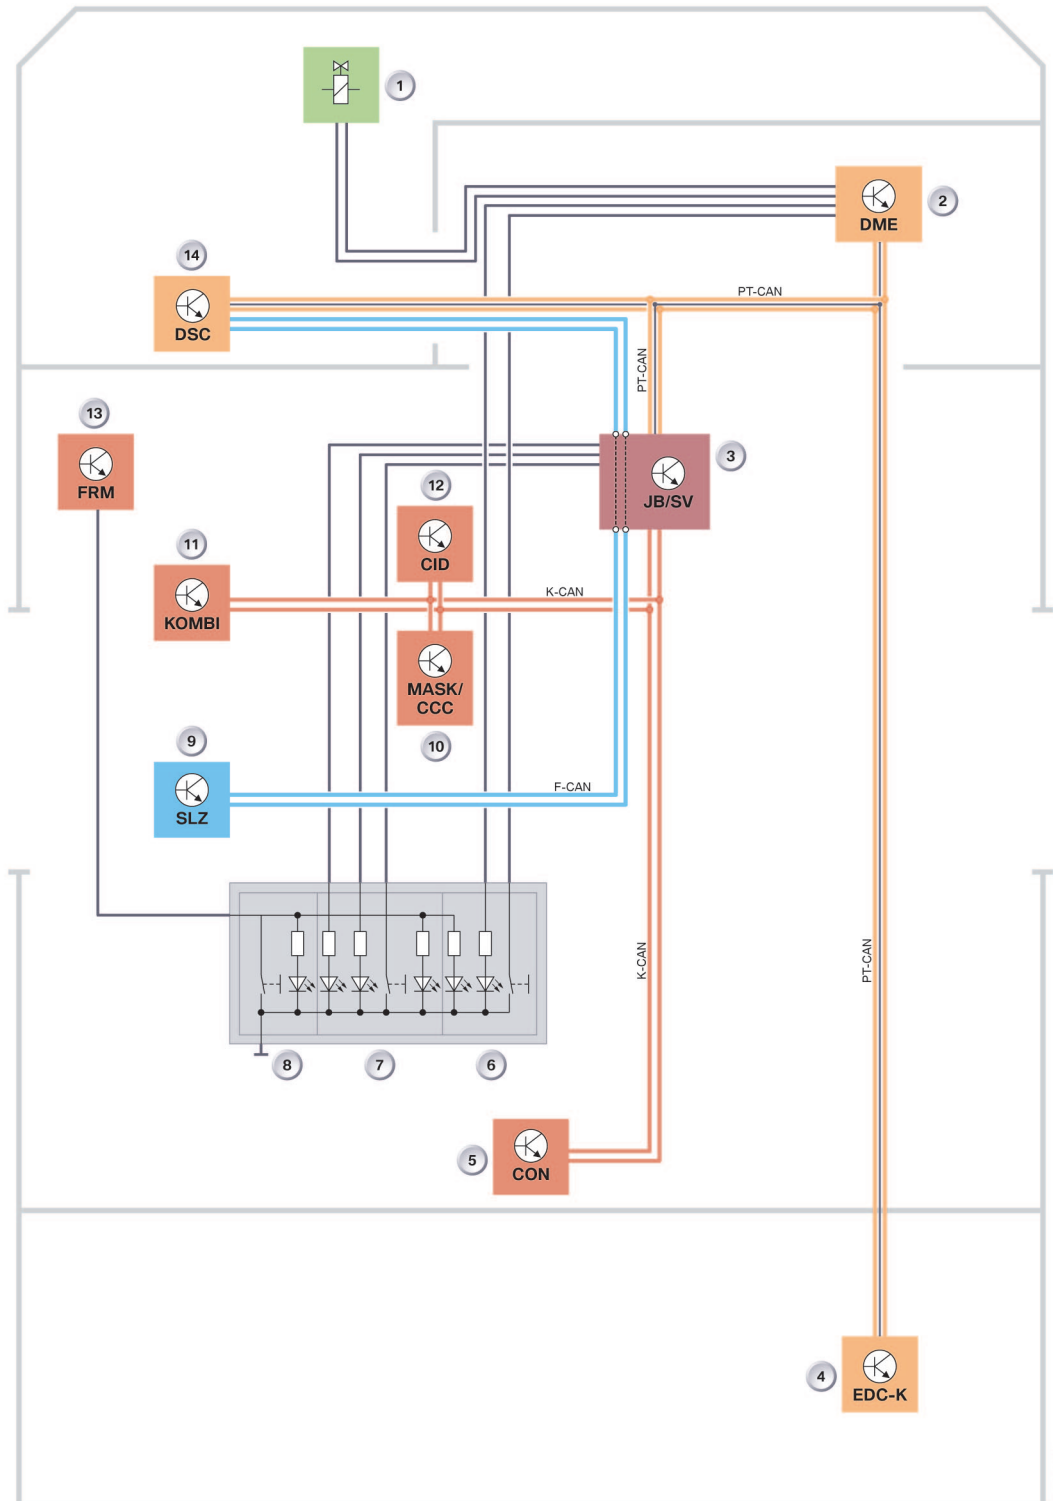 1
DME
2
14
DSC
PT-CAN
PT-CAN
13
FRM
12
CID
JB/SV
3
11
KOMBI
K-CAN
MASK/
CCC
10
9
SLZ
F-CAN
K-CAN
PT-CAN
8
7
6
5
CON
4
EDC-K